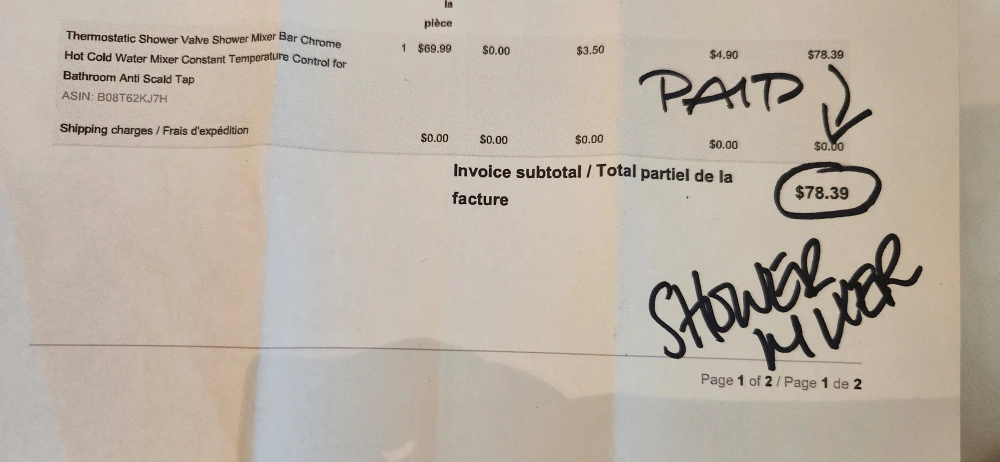 la
pièce
Thermostatic Shower Valve Shower Mixer Bar Chrome
Hot Cold Water Mixer Constant Temperature Control for
Bathroom Anti Scald Tap
ASIN: B08T62KJ7H
1 $69.99 $0.00 $3.50 $4.90 $78.39
PAID
Shipping charges / Frais d'expédition
$0.00 $0.00 $0.00 $0.00 $0.00
Invoice subtotal / Total partiel de la
facture
$78.39
SHOWER
MIXER
Page 1 of 2 / Page 1 de 2